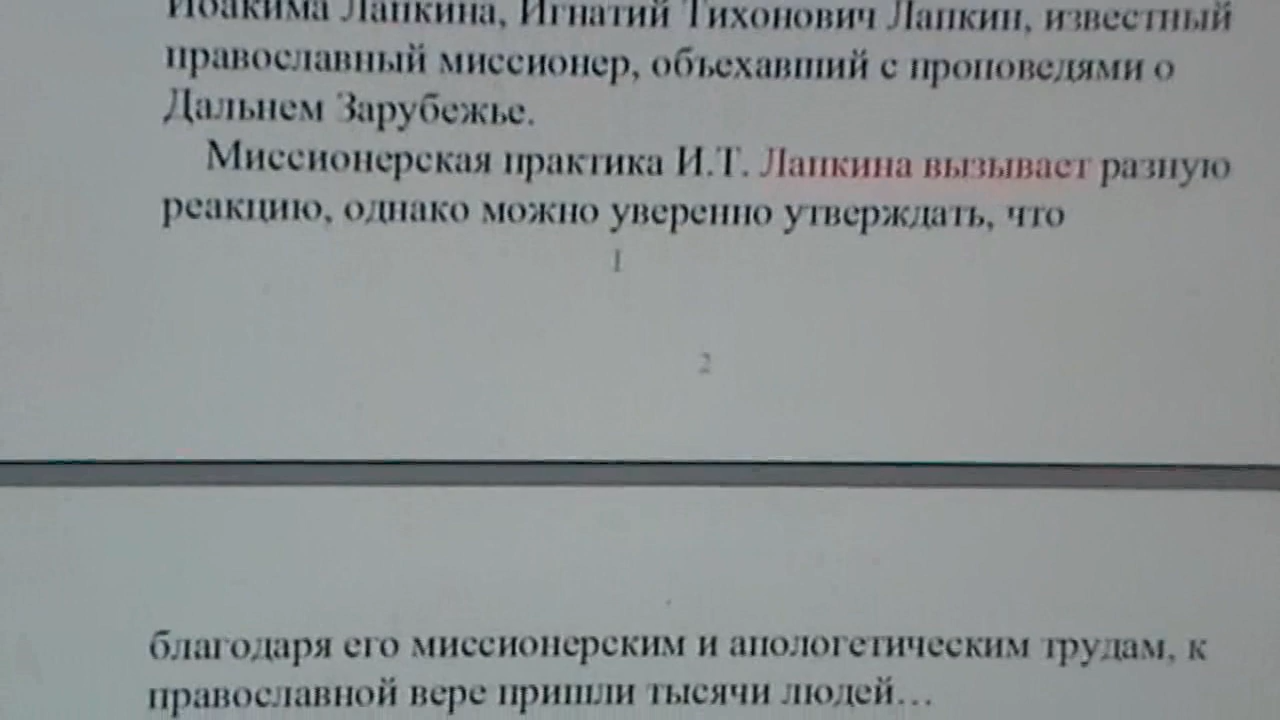 Иоакима Лапкина, Игнатий Тихонович Лапкин, известный
православный миссионер, объехавший с проповедями о
Дальнем Зарубежье.
Миссионерская практика И.Т. Лапкина вызывает разную
реакцию, однако можно уверенно утверждать, что
1
2
благодаря его миссионерским и апологетическим трудам, к
православной вере пришли тысячи людей…